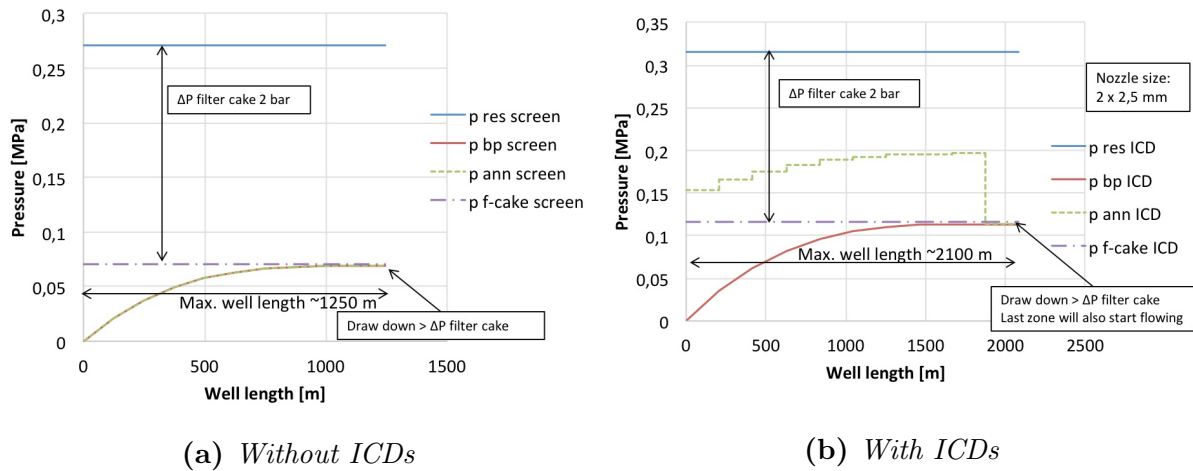 0,3
0,25
0,2
0,15
0,1
0,05
0
Pressure [MPa]
ΔP filter cake 2 bar
p res screen
p bp screen
p ann screen
p f-cake screen
Max. well length ~1250 m
Draw down > ΔP filter cake
0 500 1000 1500
Well length [m]
(a) Without ICDs
0,35
0,3
0,25
0,2
0,15
0,1
0,05
0
Pressure [MPa]
ΔP filter cake 2 bar
Nozzle size:
2 x 2,5 mm
p res ICD
p bp ICD
p ann ICD
p f-cake ICD
Max. well length ~2100 m
Draw down > ΔP filter cake
Last zone will also start flowing
0 500 1000 1500 2000 2500
Well length [m]
(b) With ICDs